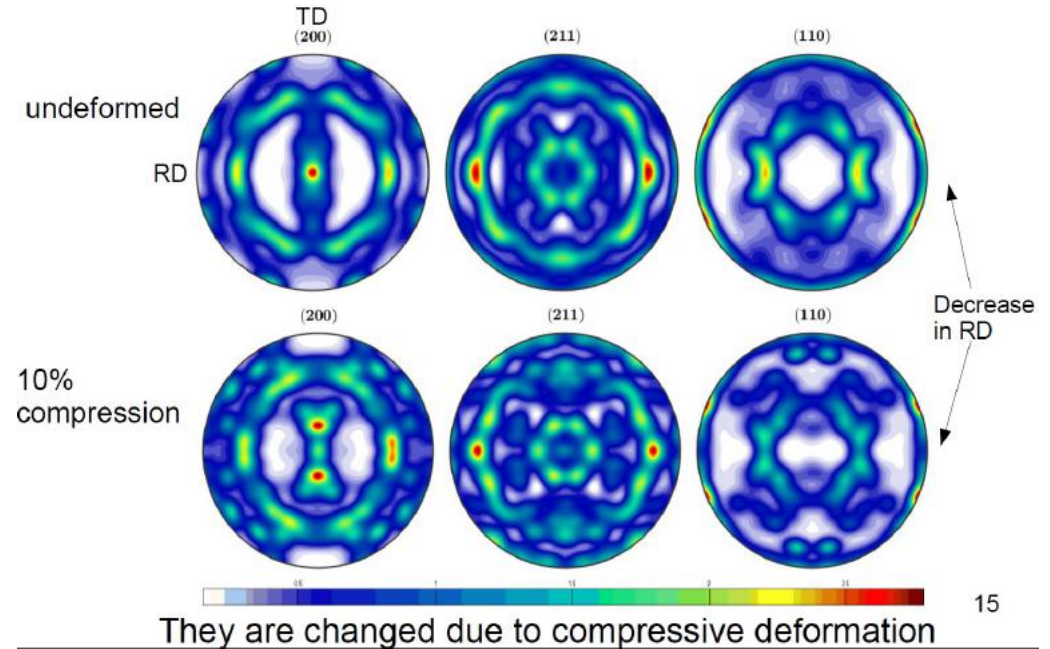 TD
(200)
(211)
(110)
undeformed
RD
Decrease
in RD
(200)
(211)
(110)
10%
compression
1
15
They are changed due to compressive deformation